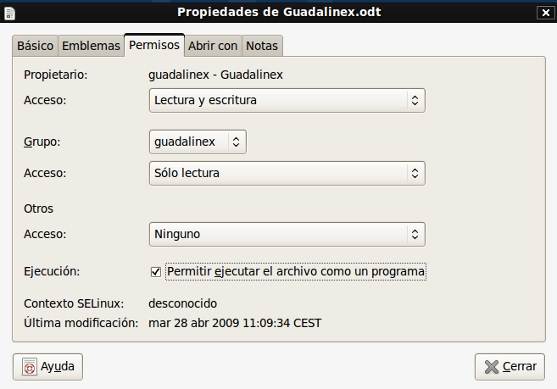 Propiedades de Guadalinex.odt
Básico Emblemas Permisos Abrir con Notas
Propietario: guadalinex - Guadalinex
Acceso: Lectura y escritura
Grupo: guadalinex
Acceso: Sólo lectura
Otros
Acceso: Ninguno
Ejecución: Permitir ejecutar el archivo como un programa
Contexto SELinux: desconocido
Última modificación: mar 28 abr 2009 11:09:34 CEST
Ayuda Cerrar